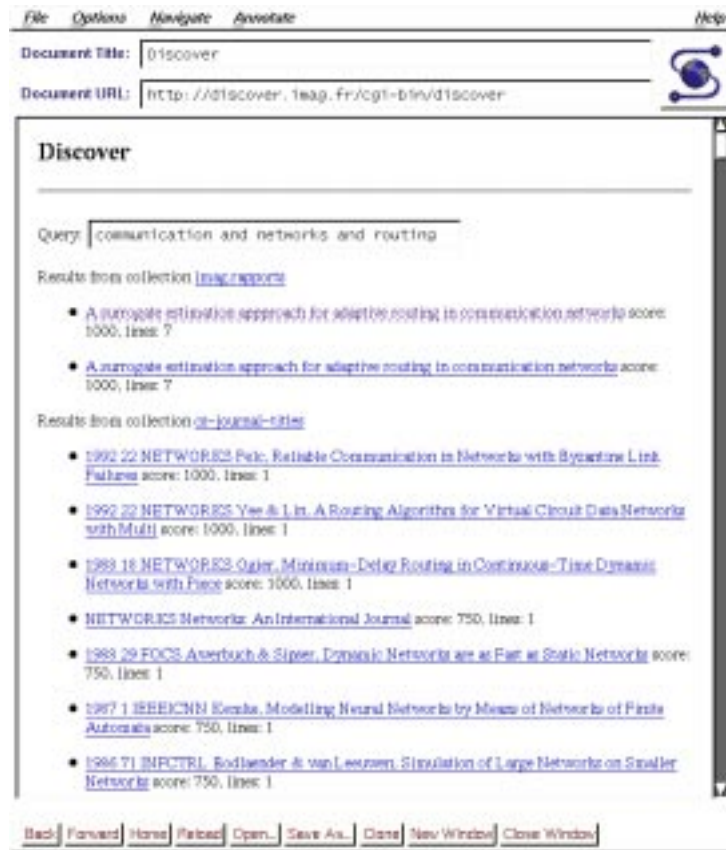 File Options Navigate Annotate Help
Document Title: Discover
Document URL: http://discover.imag.fr/cgi-bin/discover
Discover
Query: communication and networks and routing
Results from collection imag.rapports
A surrogate estimation appproach for adaptive routing in communication networks score:
1000, lines: 7
A surrogate estimation approach for adaptive routing in communication networks score:
1000, lines: 7
Results from collection cs-journal-titles
1992 22 NETWORKS Pelc, Reliable Communication in Networks with Byzantine Link
Failures score: 1000, lines: 1
1992 22 NETWORKS Yee & Lin, A Routing Algorithm for Virtual Circuit Data Networks
with Multi score: 1000, lines: 1
1988 18 NETWORKS Ogier, Minimum-Delay Routing in Continuous-Time Dynamic
Networks with Piece score: 1000, lines: 1
NETWORKS Networks: An International Journal score: 750, lines: 1
1988 29 FOCS Awerbuch & Sipser, Dynamic Networks are as Fast as Static Networks score:
750, lines: 1
1987 1 IEEEICNN Kemke, Modelling Neural Networks by Means of Networks of Finite
Automata score: 750, lines: 1
1986 71 INFCTRL Bodlaender & van Leeuwen, Simulation of Large Networks on Smaller
Networks score: 750, lines: 1
Back Forward Home Reload Open... Save As... Clone New Window Close Window